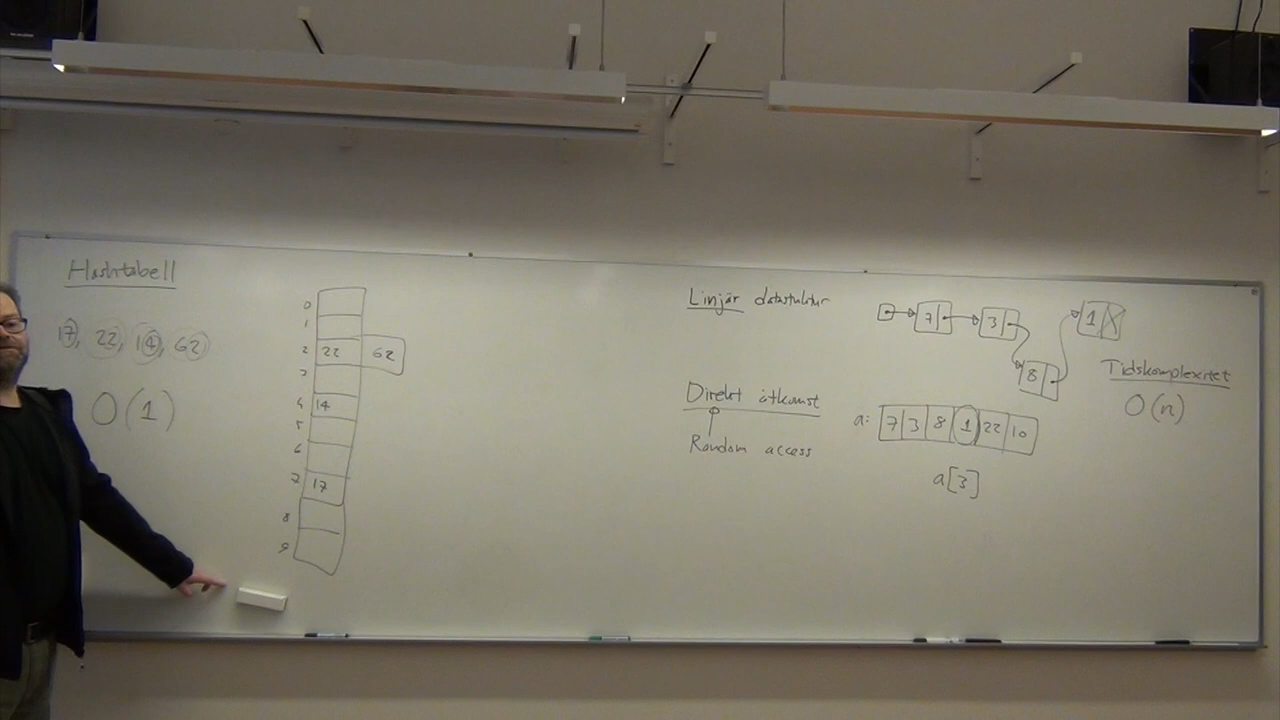 Hashtabell
17, 22, 14, 62
O(1)
0
1
2 22 62
3
4 14
5
6
7 17
8
9
Linjär datastuktur
7 3 8 1
Direkt åtkomst
Random access
a: 7 3 8 1 22 10
a[3]
Tidskomplexitet
O(n)